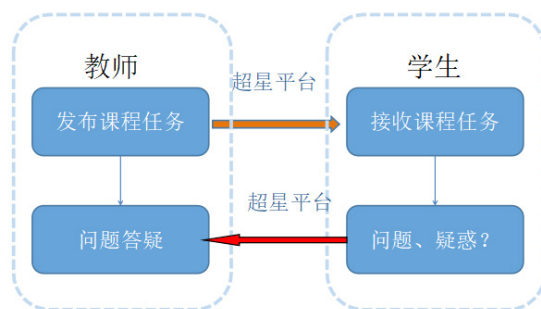 教师
超星平台
学生
发布课程任务
接收课程任务
超星平台
问题答疑
问题、疑惑？